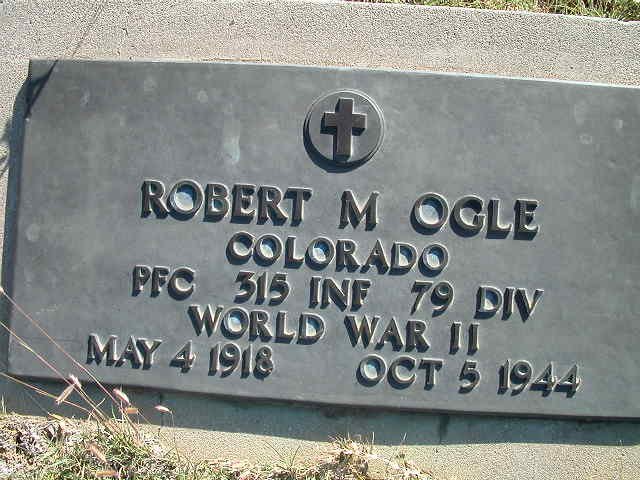 ROBERT M OGLE
COLORADO
PFC 315 INF 79 DIV
WORLD WAR II
MAY 4 1918 OCT 5 1944